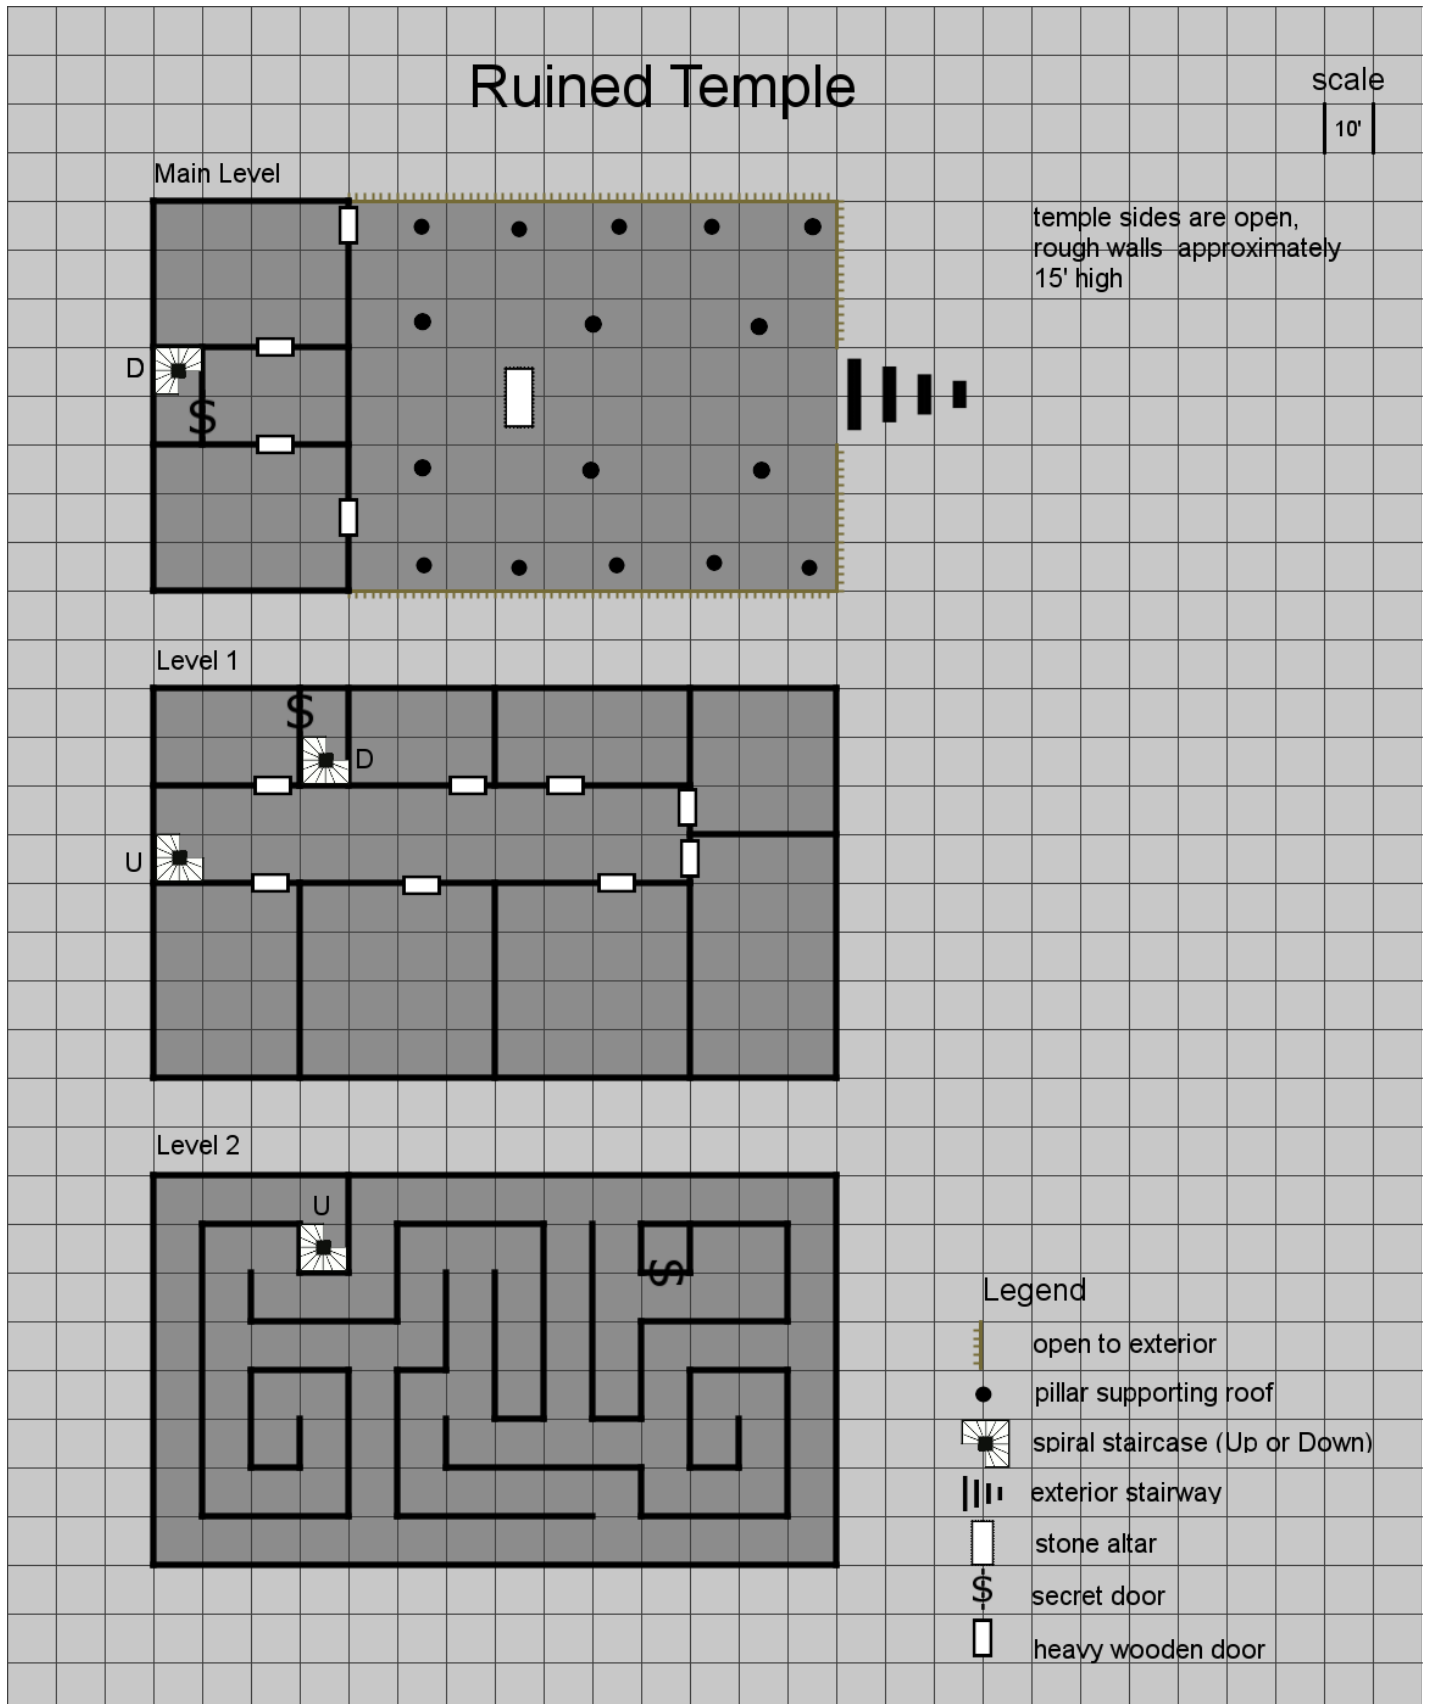 Ruined Temple
scale
10'
Main Level
temple sides are open,
rough walls approximately
15' high
D
S
Level 1
S
D
U
Level 2
U
S
Legend
open to exterior
pillar supporting roof
spiral staircase (Up or Down)
exterior stairway
stone altar
S
secret door
heavy wooden door